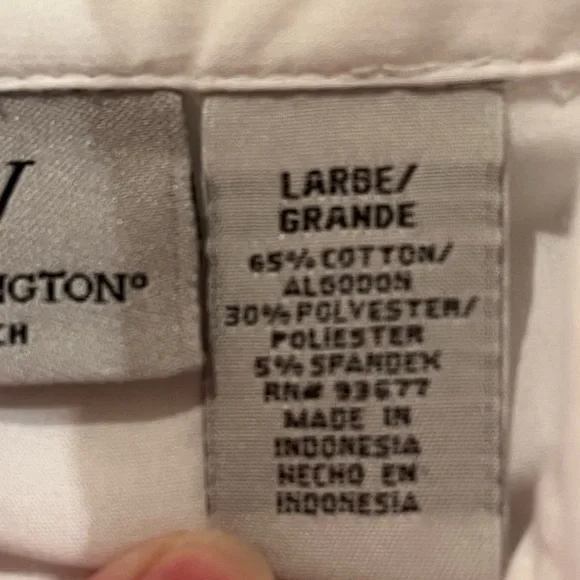 NGTON®
CH
LARGE/
GRANDE
65% COTTON/
ALGODON
30% POLYESTER/
POLIESTER
5% SPANDEX
RN# 93677
MADE IN
INDONESIA
HECHO EN
INDONESIA